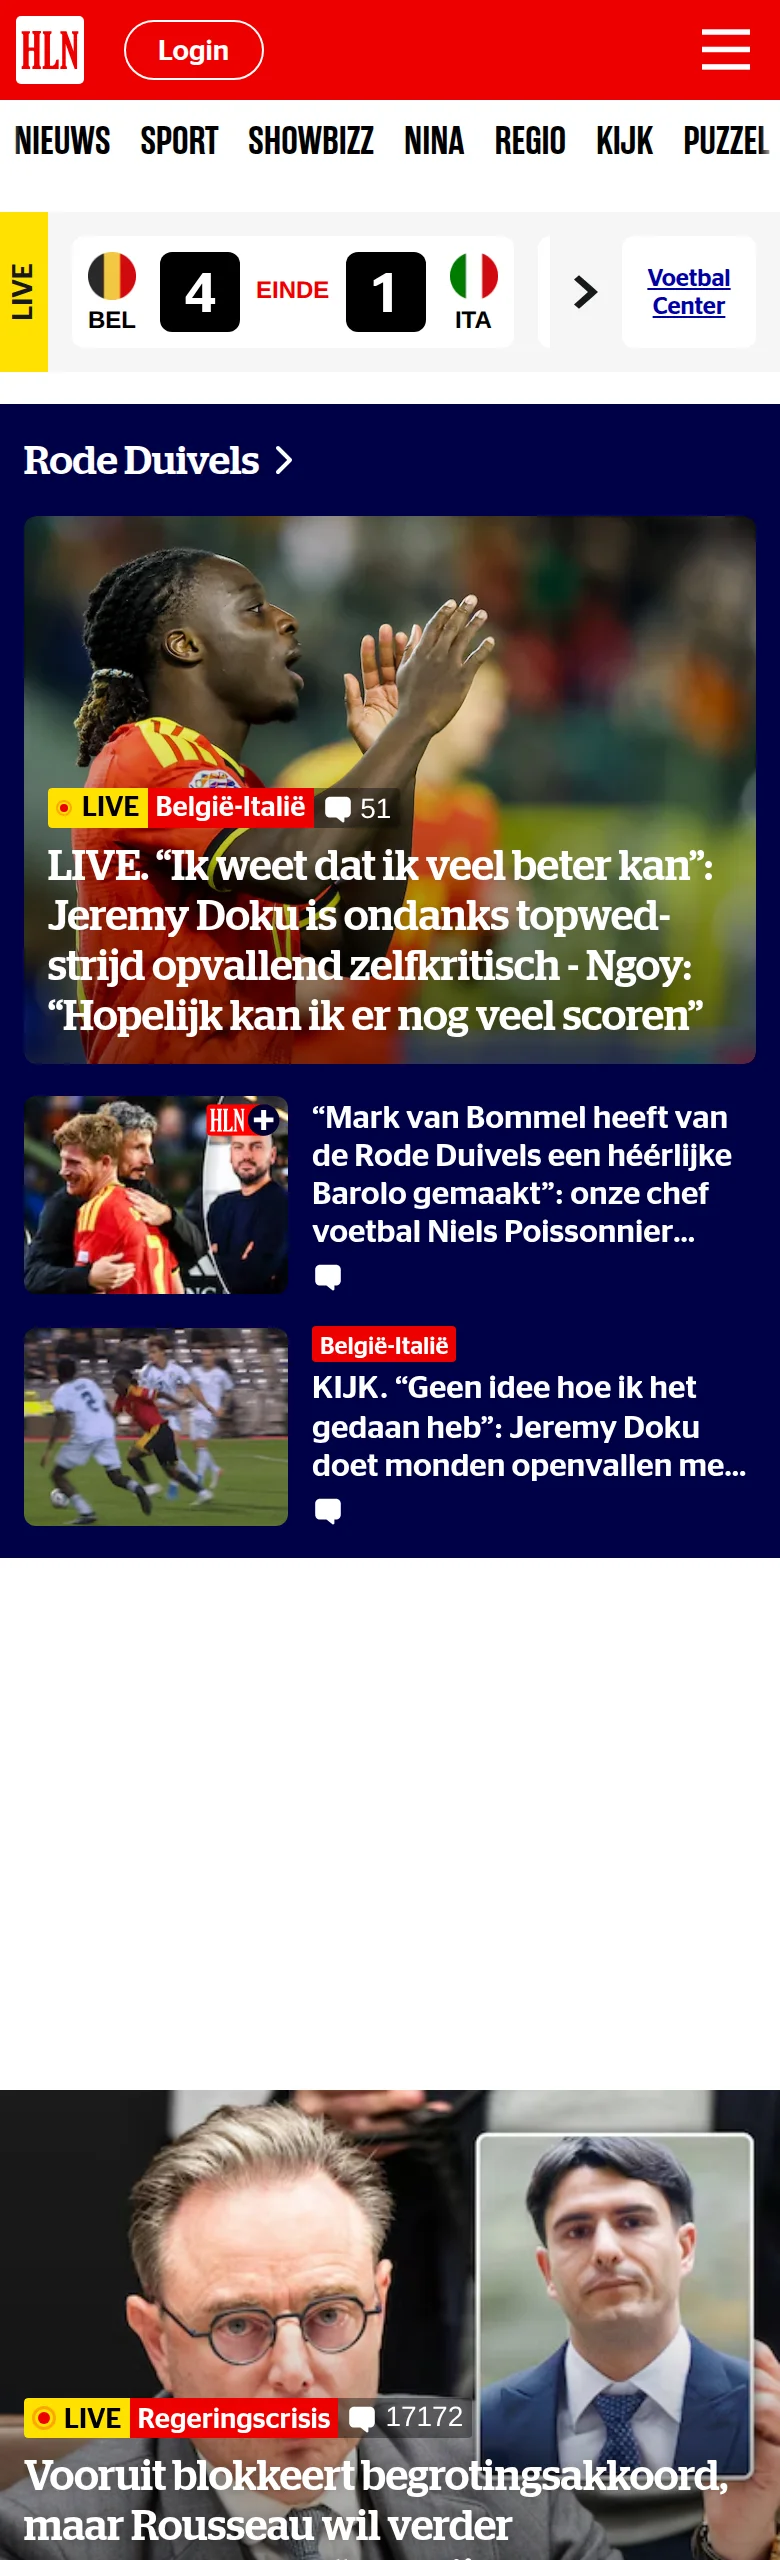 HLN
Login
NIEUWS SPORT SHOWBIZZ NINA REGIO KIJK PUZZEL
LIVE
BEL 4 EINDE 1 ITA
Voetbal
Center
Rode Duivels
LIVE België-Italië 51
LIVE. “Ik weet dat ik veel beter kan”:
Jeremy Doku is ondanks topwed-
strijd opvallend zelfkritisch - Ngoy:
“Hopelijk kan ik er nog veel scoren”
HLN+
“Mark van Bommel heeft van
de Rode Duivels een héérlijke
Barolo gemaakt”: onze chef
voetbal Niels Poissonnier...
België-Italië
KIJK. “Geen idee hoe ik het
gedaan heb”: Jeremy Doku
doet monden openvallen me...
LIVE Regeringscrisis 17172
Vooruit blokkeert begrotingsakkoord,
maar Rousseau wil verder